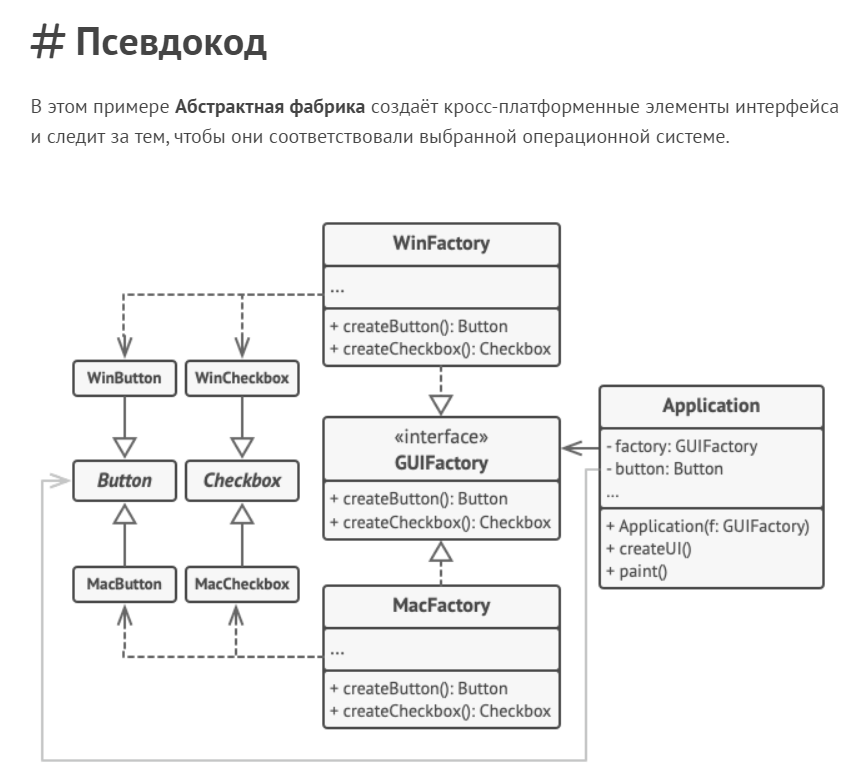 # Псевдокод
В этом примере Абстрактная фабрика создаёт кросс-платформенные элементы интерфейса
и следит за тем, чтобы они соответствовали выбранной операционной системе.
WinFactory
...
+ createButton(): Button
+ createCheckbox(): Checkbox
WinButton
WinCheckbox
Button
Checkbox
MacButton
MacCheckbox
«interface»
GUIFactory
+ createButton(): Button
+ createCheckbox(): Checkbox
Application
- factory: GUIFactory
- button: Button
...
+ Application(f: GUIFactory)
+ createUI()
+ paint()
MacFactory
...
+ createButton(): Button
+ createCheckbox(): Checkbox